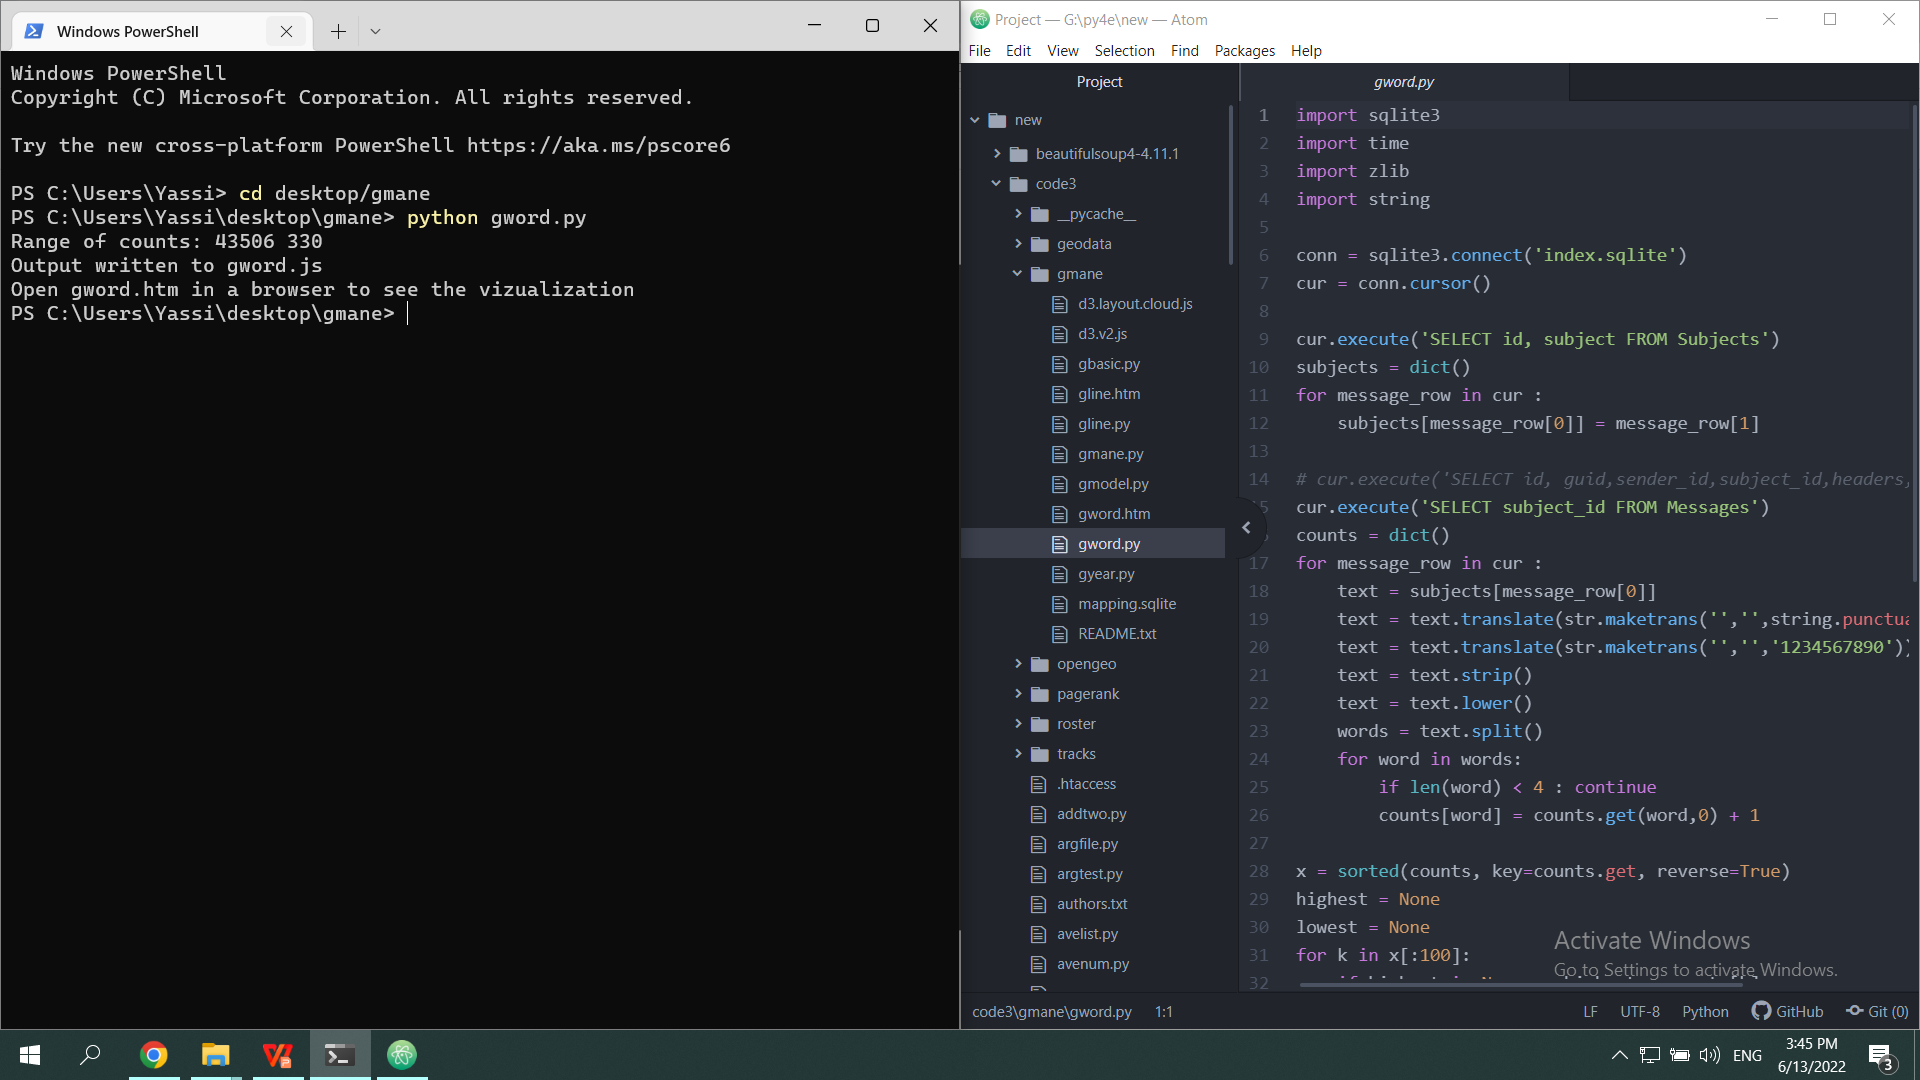 Windows PowerShell
Windows PowerShell
Copyright (C) Microsoft Corporation. All rights reserved.
Try the new cross-platform PowerShell https://aka.ms/pscore6
PS C:\Users\Yassi> cd desktop/gmane
PS C:\Users\Yassi\desktop\gmane> python gword.py
Range of counts: 43506 330
Output written to gword.js
Open gword.htm in a browser to see the vizualization
PS C:\Users\Yassi\desktop\gmane>
Project — G:\py4e\new — Atom
File Edit View Selection Find Packages Help
Project
new
beautifulsoup4-4.11.1
code3
__pycache__
geodata
gmane
d3.layout.cloud.js
d3.v2.js
gbasic.py
gline.htm
gline.py
gmane.py
gmodel.py
gword.htm
gword.py
gyear.py
mapping.sqlite
README.txt
opengeo
pagerank
roster
tracks
.htaccess
addtwo.py
argfile.py
argtest.py
authors.txt
avelist.py
avenum.py
gword.py
1 import sqlite3
2 import time
3 import zlib
4 import string
5
6 conn = sqlite3.connect('index.sqlite')
7 cur = conn.cursor()
8
9 cur.execute('SELECT id, subject FROM Subjects')
10 subjects = dict()
11 for message_row in cur :
12 subjects[message_row[0]] = message_row[1]
13
14 # cur.execute('SELECT id, guid,sender_id,subject_id,headers,
5 cur.execute('SELECT subject_id FROM Messages')
counts = dict()
17 for message_row in cur :
18 text = subjects[message_row[0]]
19 text = text.translate(str.maketrans('','',string.punctua
20 text = text.translate(str.maketrans('','','1234567890'))
21 text = text.strip()
22 text = text.lower()
23 words = text.split()
24 for word in words:
25 if len(word) < 4 : continue
26 counts[word] = counts.get(word,0) + 1
27
28 x = sorted(counts, key=counts.get, reverse=True)
29 highest = None
30 lowest = None
31 for k in x[:100]:
32
Activate Windows
Go to Settings to activate Windows.
code3\gmane\gword.py 1:1
LF UTF-8 Python GitHub Git (0)
ENG
3:45 PM
6/13/2022
3